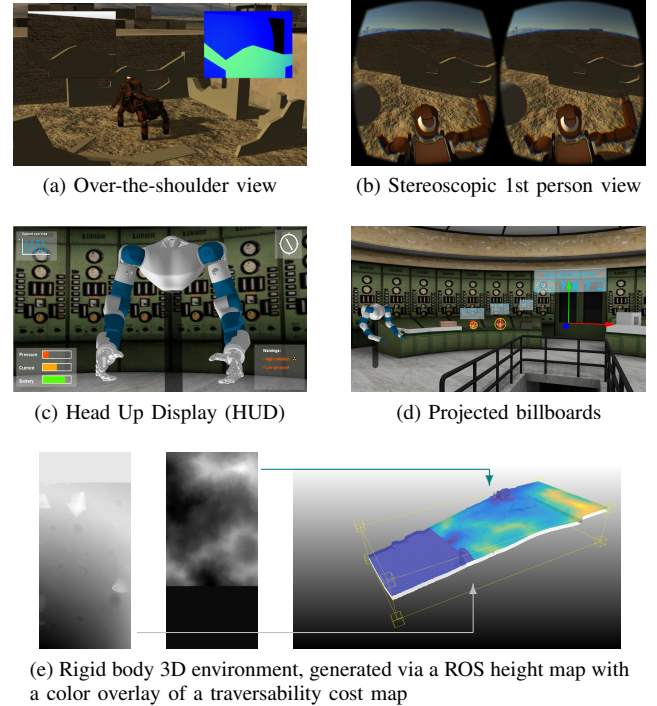 (a) Over-the-shoulder view
(b) Stereoscopic 1st person view
Pressure
Current
Battery
Warnings:
(c) Head Up Display (HUD)
(d) Projected billboards
(e) Rigid body 3D environment, generated via a ROS height map with
a color overlay of a traversability cost map